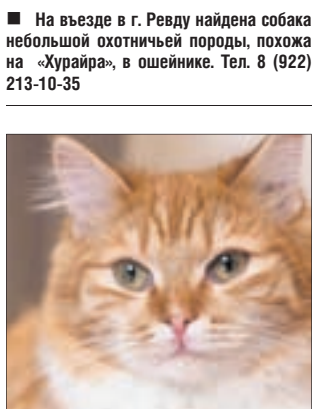 ■ На въезде в г. Ревду найдена собака
небольшой охотничьей породы, похожа
на «Хурайра», в ошейнике. Тел. 8 (922)
213-10-35